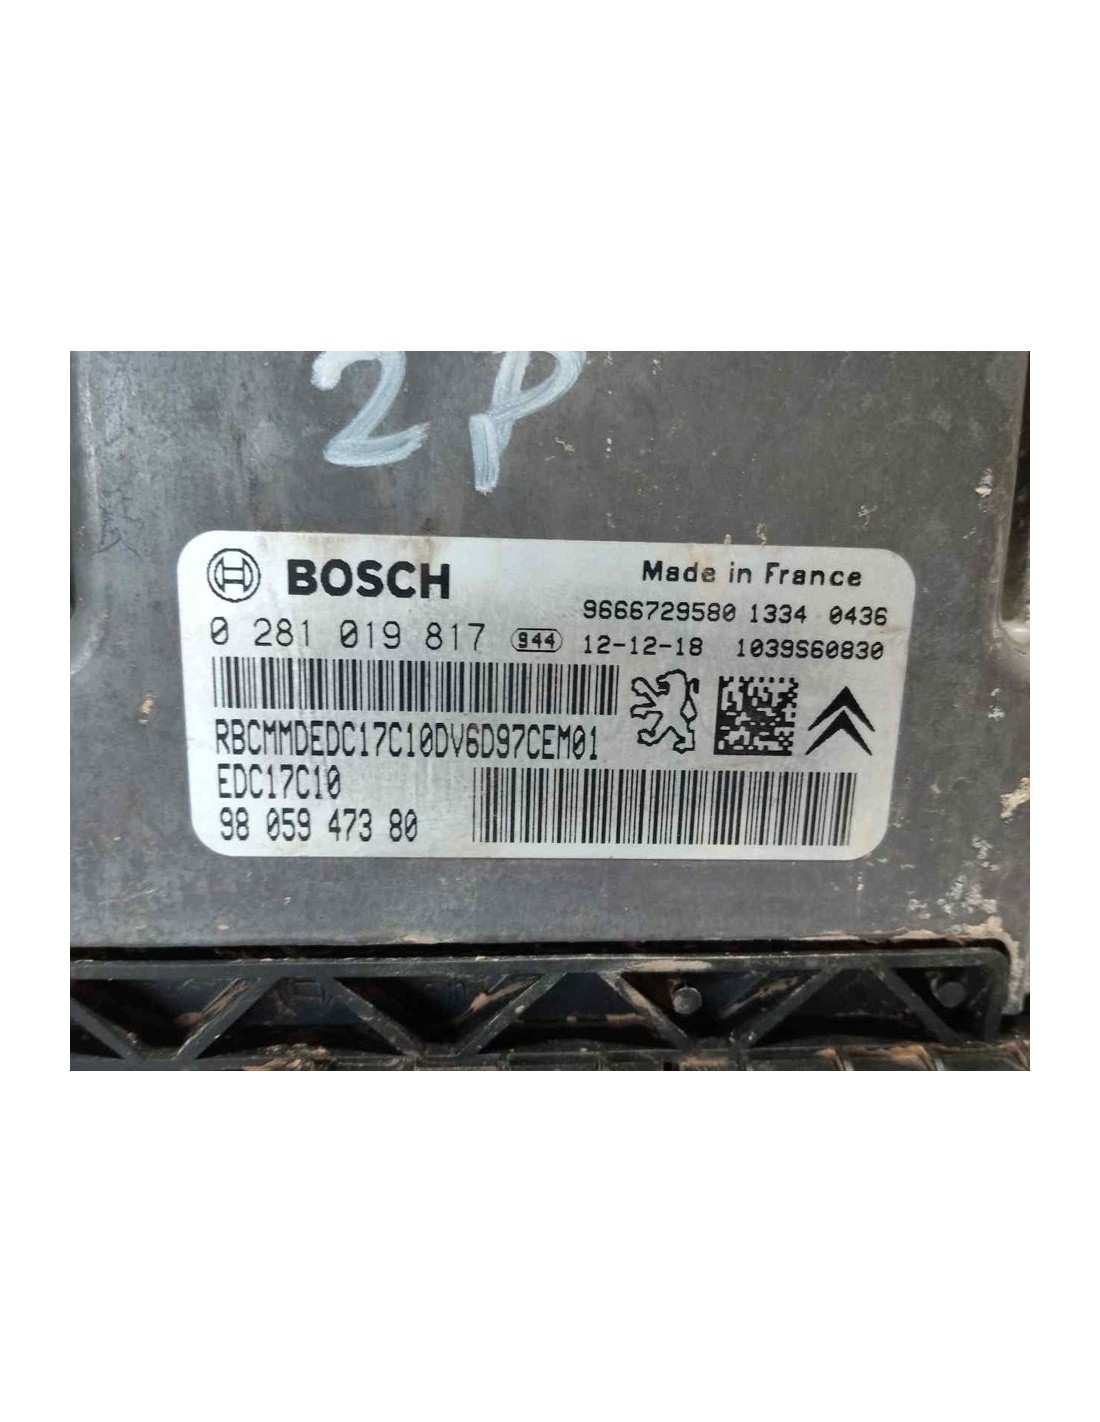 2P
BOSCH
Made in France
9666729580 1334 0436
0 281 019 817 944 12-12-18 1039S60830
RBCMMDEDC17C10DV6D97CEM01
EDC17C10
98 059 473 80